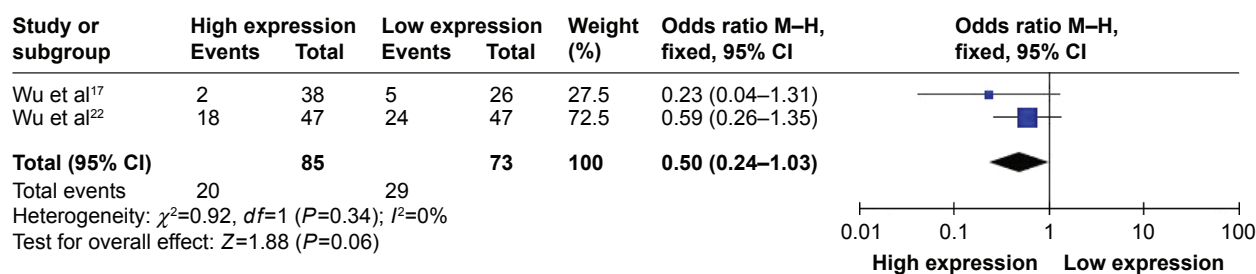 Study or subgroup High expression Low expression Weight (%) Odds ratio M–H, fixed, 95% CI Odds ratio M–H, fixed, 95% CI
Events Total Events Total
Wu et al17 2 38 5 26 27.5 0.23 (0.04–1.31)
Wu et al22 18 47 24 47 72.5 0.59 (0.26–1.35)
Total (95% CI) 85 73 100 0.50 (0.24–1.03)
Total events 20 29
Heterogeneity: χ²=0.92, df=1 (P=0.34); I²=0%
Test for overall effect: Z=1.88 (P=0.06)
0.01 0.1 1 10 100
High expression Low expression